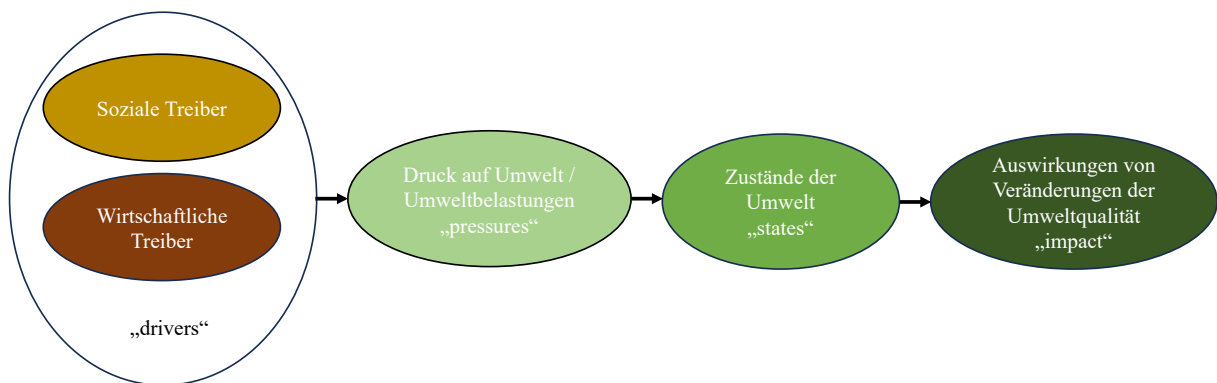 Soziale Treiber
Wirtschaftliche
Treiber
„drivers“
Druck auf Umwelt /
Umweltbelastungen
„pressures“
Zustände der
Umwelt
„states“
Auswirkungen von
Veränderungen der
Umweltqualität
„impact“